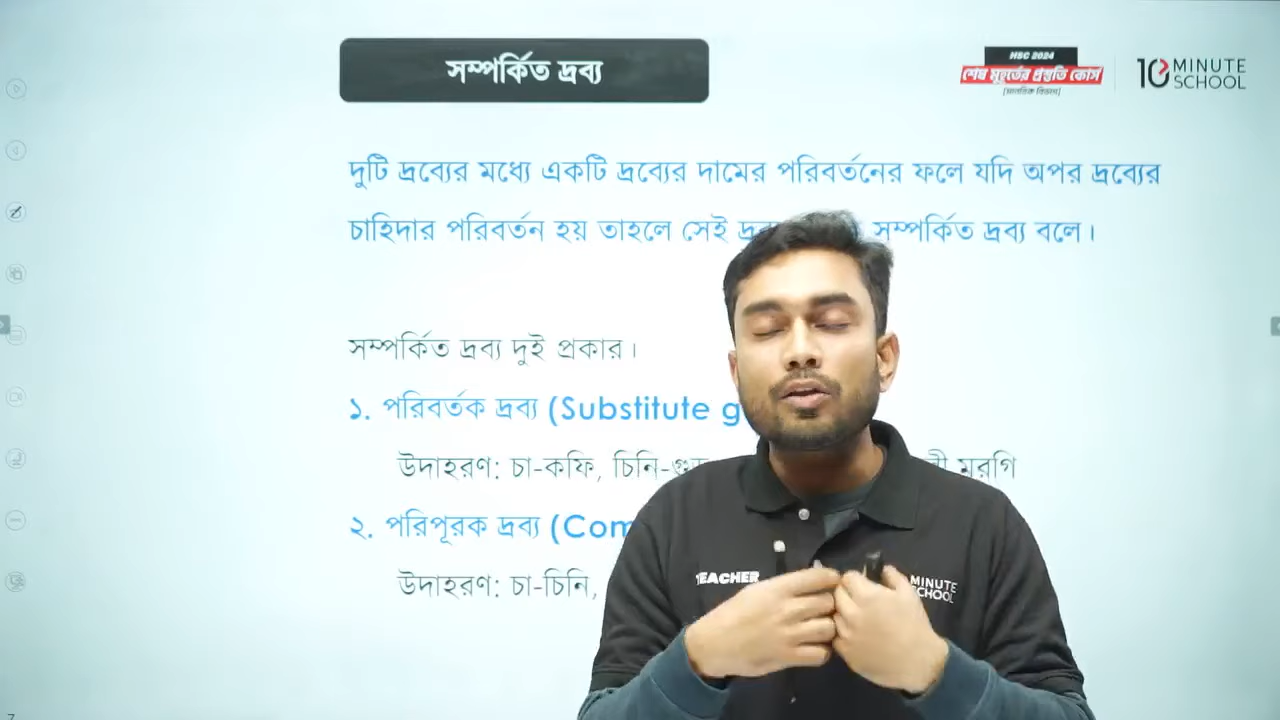 সম্পর্কিত দ্রব্য
HSC 2024
শেষ মুহূর্তের প্রস্তুতি কোর্স
[মানবিক বিভাগ]
10 MINUTE SCHOOL
দুটি দ্রব্যের মধ্যে একটি দ্রব্যের দামের পরিবর্তনের ফলে যদি অপর দ্রব্যের
চাহিদার পরিবর্তন হয় তাহলে সেই সম্পর্কিত দ্রব্য বলে।
সম্পর্কিত দ্রব্য দুই প্রকার।
১. পরিবর্তক দ্রব্য (Substitute
উদাহরণ: চা-কফি, চিনি-গুড় মুরগি
২. পরিপূরক দ্রব্য (Com
উদাহরণ: চা-চিনি,
TEACHER
MINUTE
SCHOOL